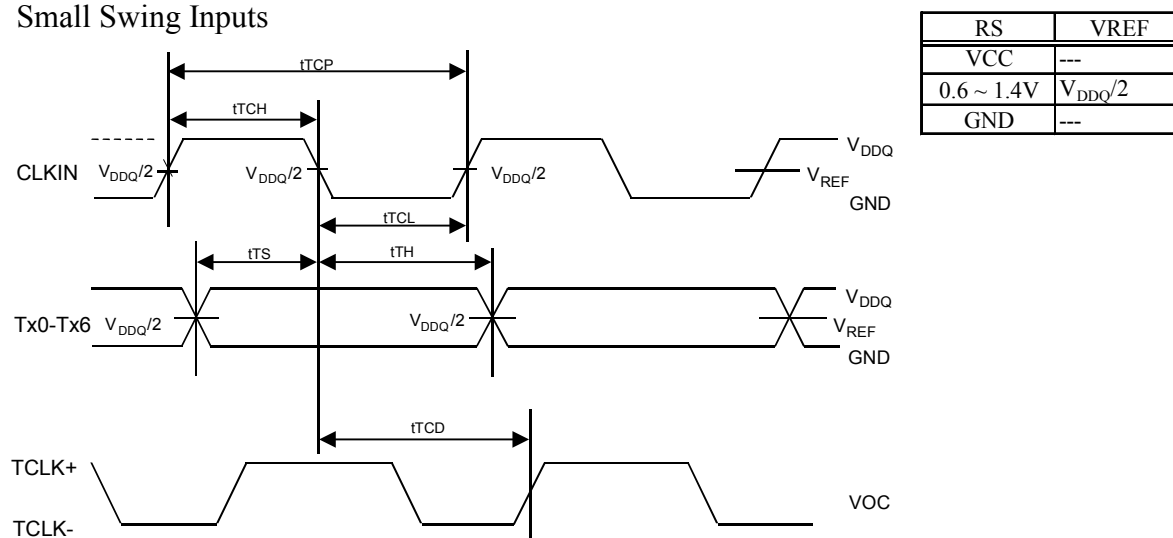 Small Swing Inputs
RS VREF
VCC ---
0.6 ~ 1.4V VDDQ/2
GND ---
tTCP
tTCH
CLKIN VDDQ/2 VDDQ/2 VDDQ/2 VDDQ
VREF
GND
tTCL
tTS tTH
Tx0-Tx6 VDDQ/2 VDDQ/2 VDDQ
VREF
GND
tTCD
TCLK+
VOC
TCLK-